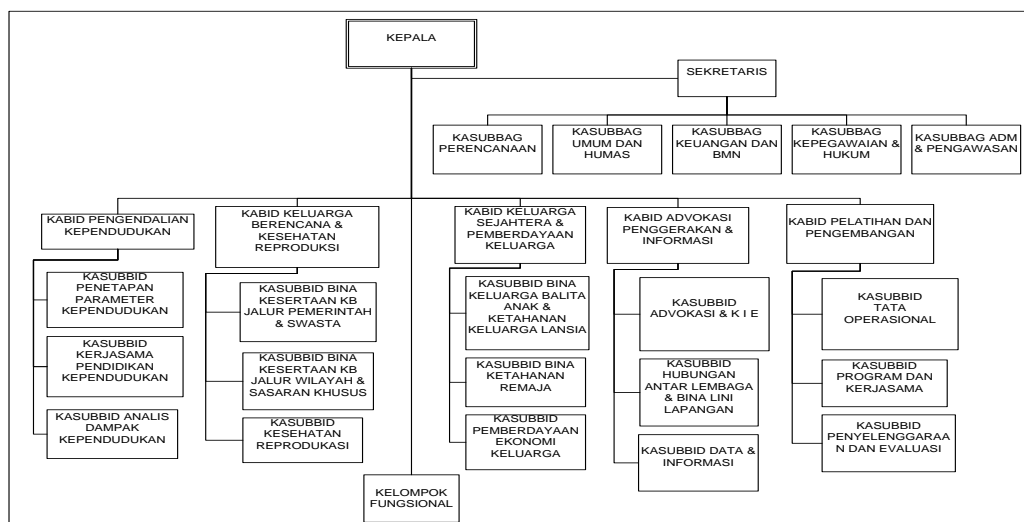 KEPALA
SEKRETARIS
KASUBBAG
PERENCANAAN
KASUBBAG
UMUM DAN
HUMAS
KASUBBAG
KEUANGAN DAN
BMN
KASUBBAG
KEPEGAWAIAN &
HUKUM
KASUBBAG ADM
& PENGAWASAN
KABID PENGENDALIAN
KEPENDUDUKAN
KASUBBID
PENETAPAN
PARAMETER
KEPENDUDUKAN
KASUBBID
KERJASAMA
PENDIDIKAN
KEPENDUDUKAN
KASUBBID ANALIS
DAMPAK
KEPENDUDUKAN
KABID KELUARGA
BERENCANA &
KESEHATAN
REPRODUKSI
KASUBBID BINA
KESERTAAN KB
JALUR PEMERINTAH
& SWASTA
KASUBBID BINA
KESERTAAN KB
JALUR WILAYAH &
SASARAN KHUSUS
KASUBBID
KESEHATAN
REPRODUKASI
KABID KELUARGA
SEJAHTERA &
PEMBERDAYAAN
KELUARGA
KASUBBID BINA
KELUARGA BALITA
ANAK &
KETAHANAN
KELUARGA LANSIA
KASUBBID BINA
KETAHANAN
REMAJA
KASUBBID
PEMBERDAYAAN
EKONOMI
KELUARGA
KABID ADVOKASI
PENGGERAKAN &
INFORMASI
KASUBBID
ADVOKASI & K I E
KASUBBID
HUBUNGAN
ANTAR LEMBAGA
& BINA LINI
LAPANGAN
KASUBBID DATA &
INFORMASI
KABID PELATIHAN DAN
PENGEMBANGAN
KASUBBID
TATA
OPERASIONAL
KASUBBID
PROGRAM DAN
KERJASAMA
KASUBBID
PENYELENGGARAA
N DAN EVALUASI
KELOMPOK
FUNGSIONAL